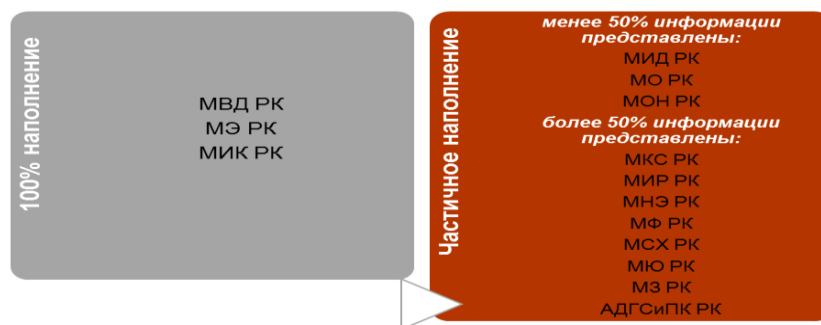 100% наполнение
МВД РК
МЭ РК
МИК РК
Частичное наполнение
менее 50% информации
представлены:
МИД РК
МО РК
МОН РК
более 50% информации
представлены:
МКС РК
МИР РК
МНЭ РК
МФ РК
МСХ РК
МЮ РК
МЗ РК
АДГСиПК РК